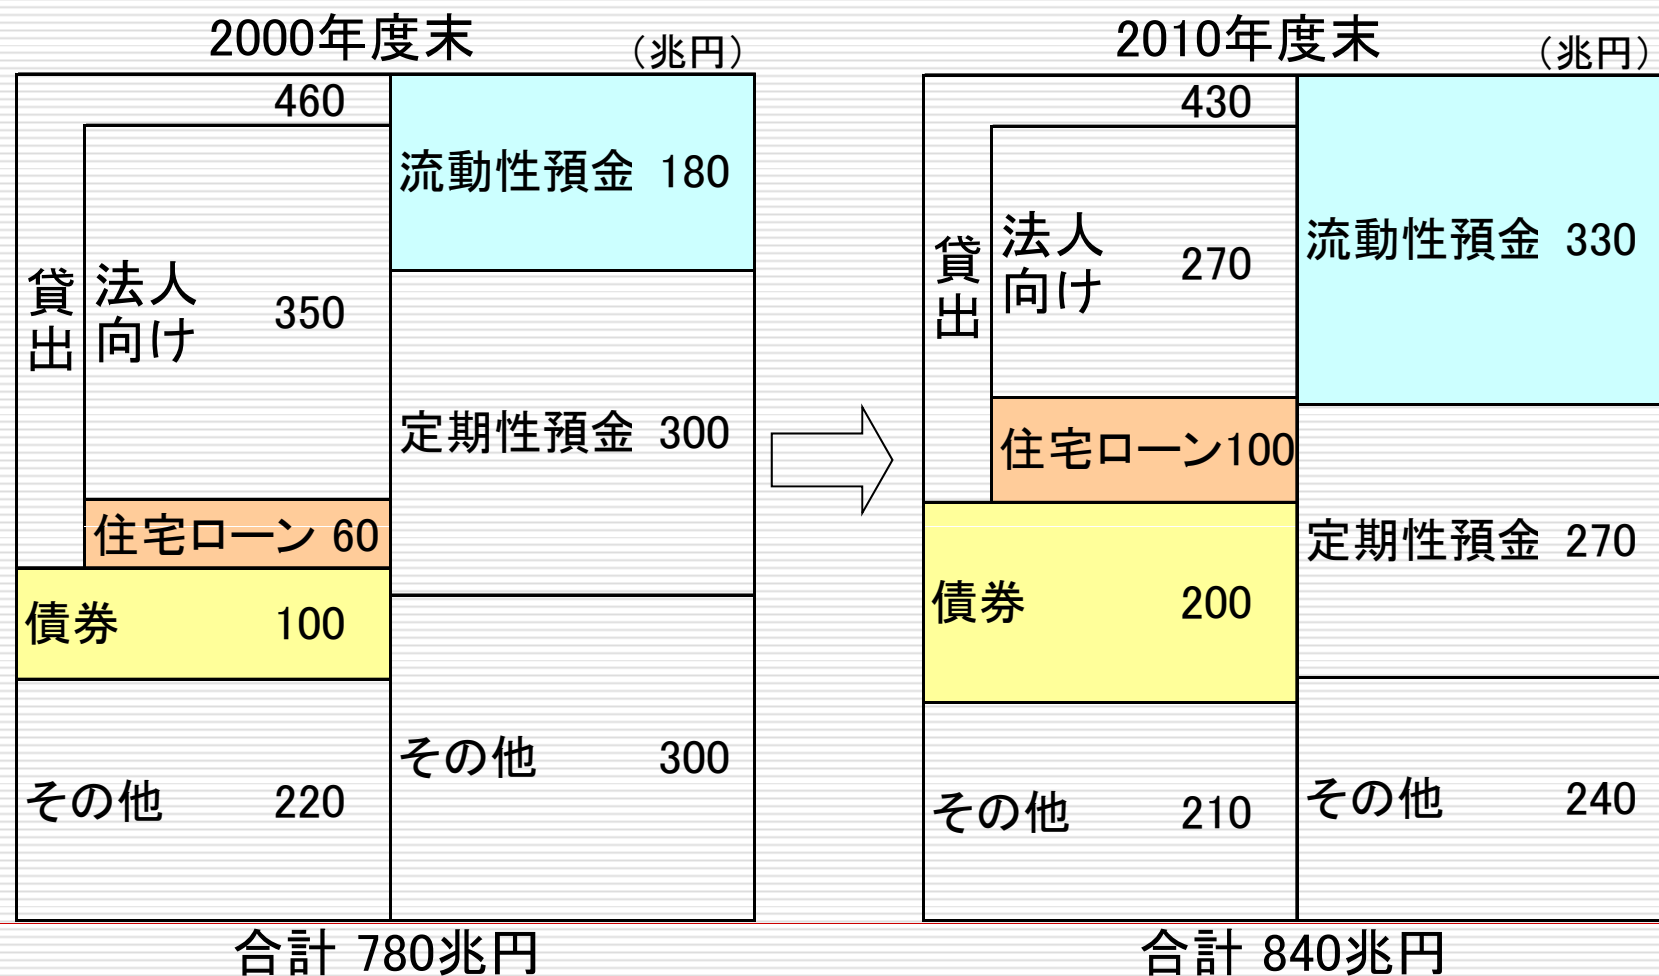 2000年度末
（兆円）
460
貸出
法人
向け
350
住宅ローン 60
債券 100
その他 220
流動性預金 180
定期性預金 300
その他 300
合計 780兆円
2010年度末
（兆円）
430
貸出
法人
向け
270
住宅ローン100
債券 200
その他 210
流動性預金 330
定期性預金 270
その他 240
合計 840兆円